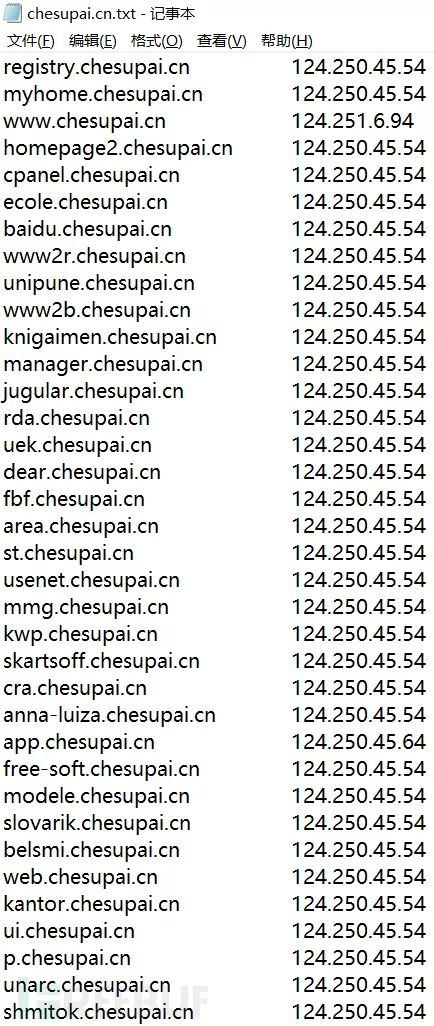 chesupai.cn.txt - 记事本
文件(F) 编辑(E) 格式(O) 查看(V) 帮助(H)
registry.chesupai.cn 124.250.45.54
myhome.chesupai.cn 124.250.45.54
www.chesupai.cn 124.251.6.94
homepage2.chesupai.cn 124.250.45.54
cpanel.chesupai.cn 124.250.45.54
ecole.chesupai.cn 124.250.45.54
baidu.chesupai.cn 124.250.45.54
www2r.chesupai.cn 124.250.45.54
unipune.chesupai.cn 124.250.45.54
www2b.chesupai.cn 124.250.45.54
knigaimen.chesupai.cn 124.250.45.54
manager.chesupai.cn 124.250.45.54
jugular.chesupai.cn 124.250.45.54
rda.chesupai.cn 124.250.45.54
uek.chesupai.cn 124.250.45.54
dear.chesupai.cn 124.250.45.54
fbf.chesupai.cn 124.250.45.54
area.chesupai.cn 124.250.45.54
st.chesupai.cn 124.250.45.54
usenet.chesupai.cn 124.250.45.54
mmg.chesupai.cn 124.250.45.54
kwp.chesupai.cn 124.250.45.54
skartsoff.chesupai.cn 124.250.45.54
cra.chesupai.cn 124.250.45.54
anna-luiza.chesupai.cn 124.250.45.54
app.chesupai.cn 124.250.45.64
free-soft.chesupai.cn 124.250.45.54
modele.chesupai.cn 124.250.45.54
slovarik.chesupai.cn 124.250.45.54
belsmi.chesupai.cn 124.250.45.54
web.chesupai.cn 124.250.45.54
kantor.chesupai.cn 124.250.45.54
ui.chesupai.cn 124.250.45.54
p.chesupai.cn 124.250.45.54
unarc.chesupai.cn 124.250.45.54
shmitok.chesupai.cn 124.250.45.54